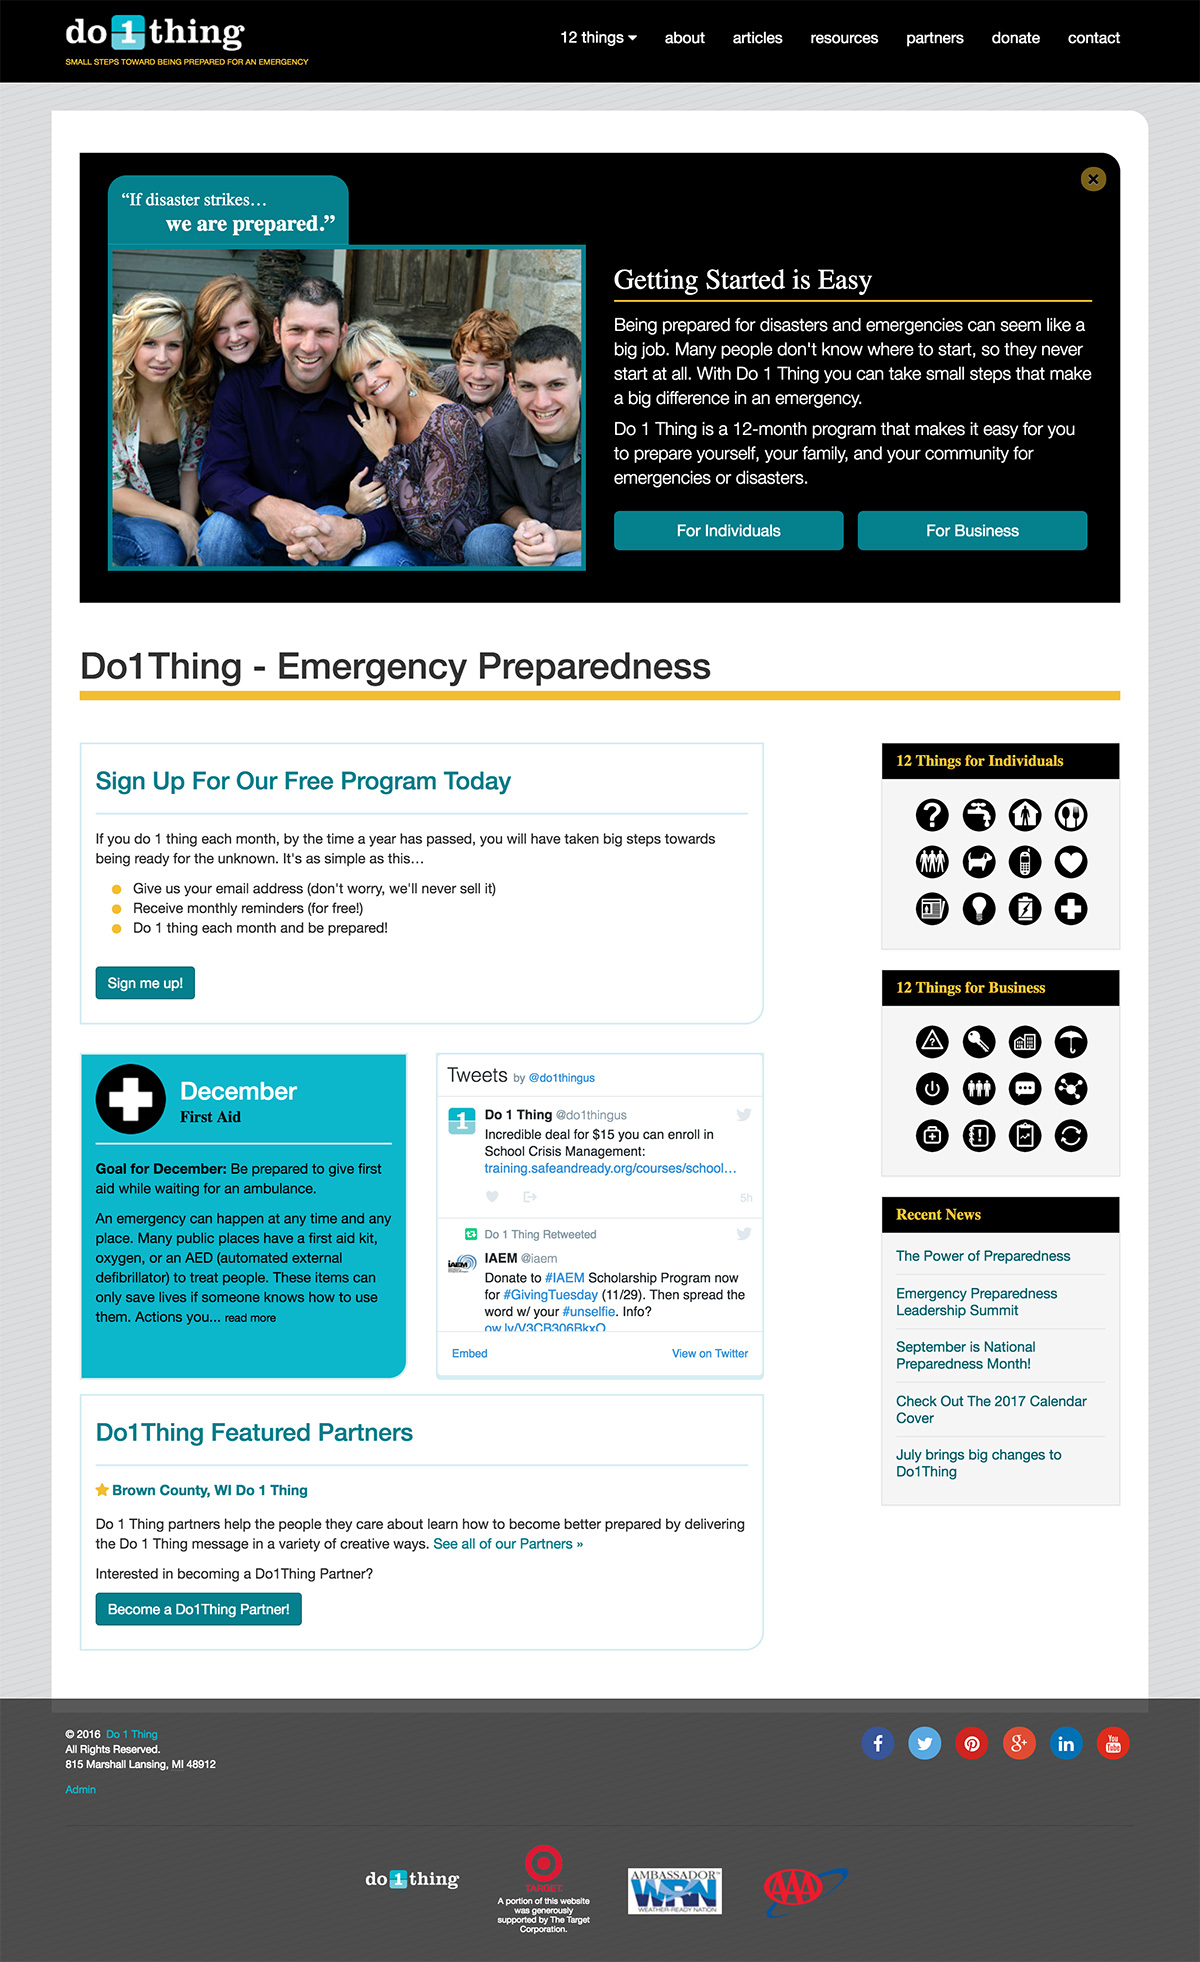 do 1 thing
SMALL STEPS TOWARD BEING PREPARED FOR AN EMERGENCY
12 things
about
articles
resources
partners
donate
contact
“If disaster strikes…
we are prepared.”
Getting Started is Easy
Being prepared for disasters and emergencies can seem like a
big job. Many people don't know where to start, so they never
start at all. With Do 1 Thing you can take small steps that make
a big difference in an emergency.
Do 1 Thing is a 12-month program that makes it easy for you
to prepare yourself, your family, and your community for
emergencies or disasters.
For Individuals
For Business
Do1Thing - Emergency Preparedness
Sign Up For Our Free Program Today
If you do 1 thing each month, by the time a year has passed, you will have taken big steps towards
being ready for the unknown. It's as simple as this…
Give us your email address (don't worry, we'll never sell it)
Receive monthly reminders (for free!)
Do 1 thing each month and be prepared!
Sign me up!
December
First Aid
Goal for December: Be prepared to give first
aid while waiting for an ambulance.
An emergency can happen at any time and any
place. Many public places have a first aid kit,
oxygen, or an AED (automated external
defibrillator) to treat people. These items can
only save lives if someone knows how to use
them. Actions you... read more
Tweets by @do1thingus
1
Do 1 Thing @do1thingus
Incredible deal for $15 you can enroll in
School Crisis Management:
training.safeandready.org/courses/school…
5h
Do 1 Thing Retweeted
IAEM
IAEM @iaem
Donate to #IAEM Scholarship Program now
for #GivingTuesday (11/29). Then spread the
word w/ your #unselfie. Info?
ow.ly/V3CB306BkxO
Embed
View on Twitter
Do1Thing Featured Partners
Brown County, WI Do 1 Thing
Do 1 Thing partners help the people they care about learn how to become better prepared by delivering
the Do 1 Thing message in a variety of creative ways. See all of our Partners »
Interested in becoming a Do1Thing Partner?
Become a Do1Thing Partner!
12 Things for Individuals
?
12 Things for Business
?
Recent News
The Power of Preparedness
Emergency Preparedness
Leadership Summit
September is National
Preparedness Month!
Check Out The 2017 Calendar
Cover
July brings big changes to
Do1Thing
© 2016 Do 1 Thing
All Rights Reserved.
815 Marshall Lansing, MI 48912
Admin
f
g+
in
You
Tube
do 1 thing
TARGET
A portion of this website
was generously
supported by The Target
Corporation.
AMBASSADOR
WRN
WEATHER-READY NATION
AAA